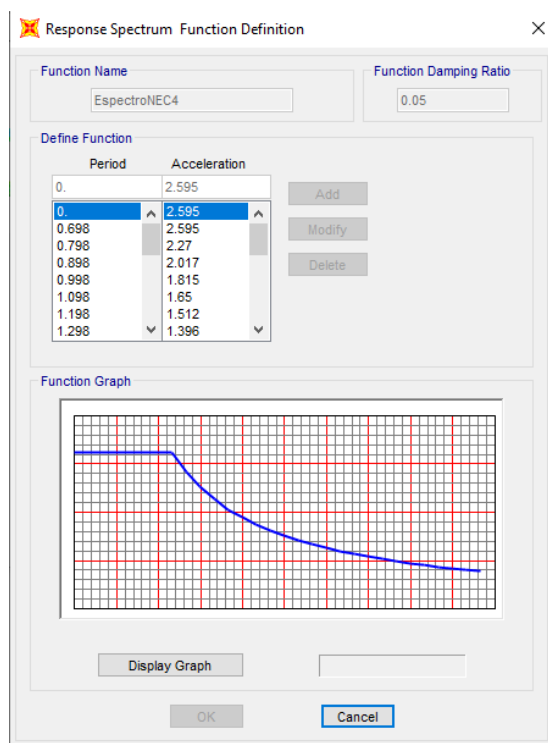 Response Spectrum Function Definition
Function Name
Function Damping Ratio
EspectroNEC4
0.05
Define Function
Period Acceleration
0. 2.595
Add
0. 2.595
0.698 2.595
Modify
0.798 2.27
0.898 2.017
Delete
0.998 1.815
1.098 1.65
1.198 1.512
1.298 1.396
Function Graph
Display Graph
OK Cancel